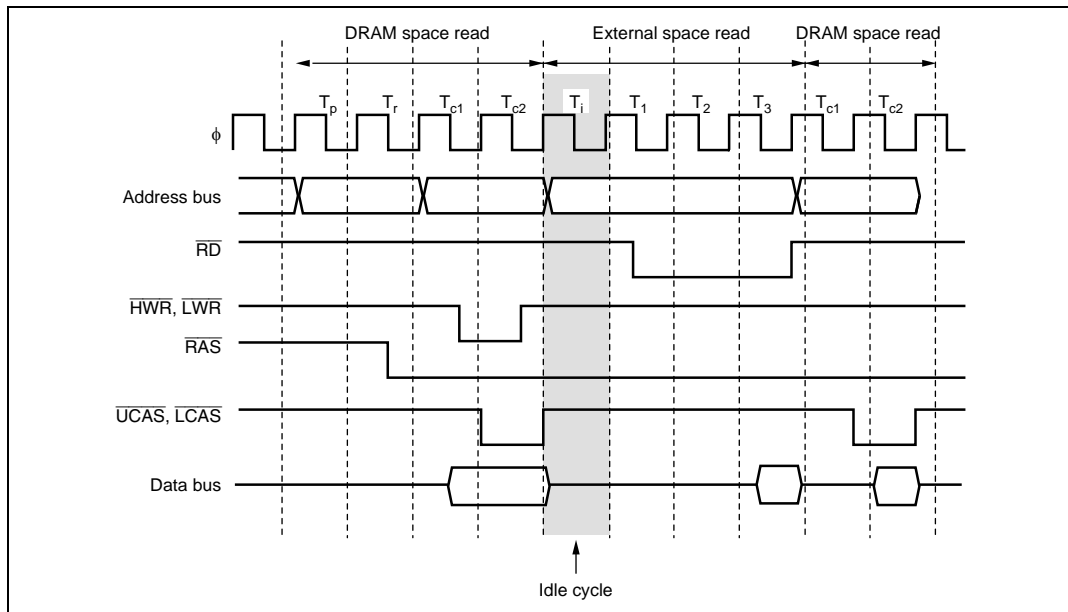 DRAM space read External space read DRAM space read
Tp Tr Tc1 Tc2 Ti T1 T2 T3 Tc1 Tc2
ϕ
Address bus
RD
HWR, LWR
RAS
UCAS, LCAS
Data bus
Idle cycle